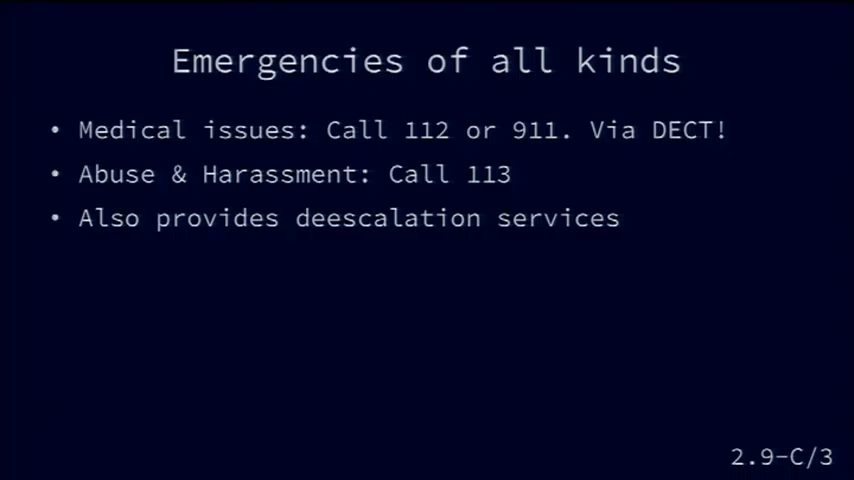 Emergencies of all kinds
• Medical issues: Call 112 or 911. Via DECT!
• Abuse & Harassment: Call 113
• Also provides deescalation services
2.9-C/3